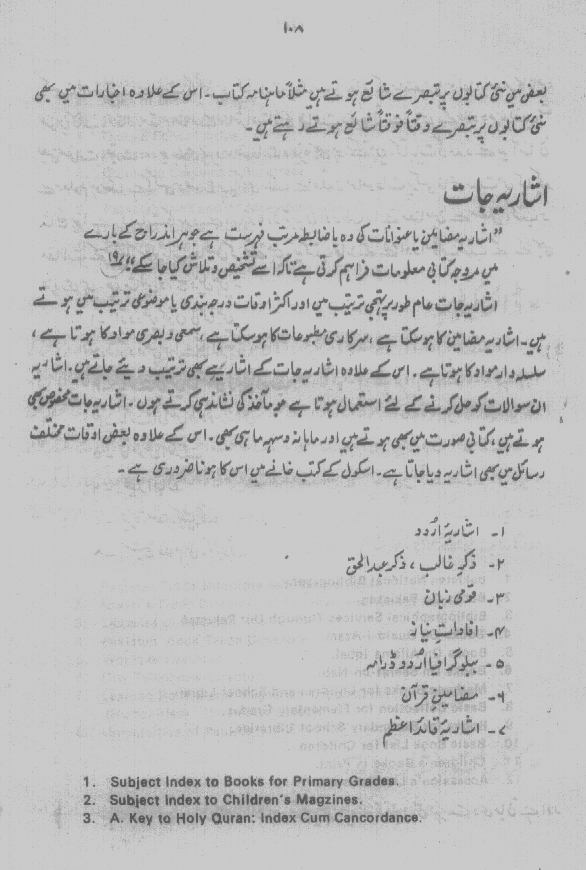 ۱۰۸
بعض میں نئی کتابوں پر تبصرے شائع ہوتے ہیں مثلاً ماہنامہ کتاب۔ اس کے علاوہ اخبارات میں بھی
نئی کتابوں پر تبصرے وقتاً فوقتاً شائع ہوتے رہتے ہیں۔
اشاریہ جات
”اشاریہ مضامین یا عنوانات کی وہ باضابطہ مرتب فہرست ہے جو ہر اندراج کے بارے
میں مروجہ کتابی معلومات فراہم کرتی ہے تاکہ اسے تشخیص و تلاش کیا جا سکے“
اشاریہ جات عام طور پر تہجی ترتیب میں اور اکثر اوقات درجہ بندی یا موضوعی ترتیب میں ہوتے
ہیں۔ اشاریہ مضامین کا ہو سکتا ہے، سرکاری مطبوعات کا ہو سکتا ہے، سمعی و بصری مواد کا ہوتا ہے،
سلسلہ وار مواد کا ہوتا ہے۔ اس کے علاوہ اشاریہ جات کے اشاریے بھی ترتیب دیئے جاتے ہیں۔ اشاریہ
ان سوالات کو حل کرنے کے لئے استعمال ہوتا ہے جو ماخذ کی نشاندہی کرتے ہوں۔ اشاریہ جات مخصوص بھی
ہوتے ہیں، کتابی صورت میں بھی ہوتے ہیں اور ماہانہ و سہ ماہی بھی۔ اس کے علاوہ بعض اوقات مختلف
رسائل میں بھی اشاریہ دیا جاتا ہے۔ اسکول کے کتب خانے میں اس کا ہونا ضروری ہے۔
۱۔ اشاریۂ اُردو
۲۔ ذکرِ غالب، ذکر عبدالحق
۳۔ قومی زبان
۴۔ افاداتِ نیاز
۵۔ ببلوگرافیا اُردو ڈرامہ
۶۔ مضامینِ قرآن
۷۔ اشاریۂ قائد اعظم
1. Subject Index to Books for Primary Grades.
2. Subject Index to Children's Magzines.
3. A. Key to Holy Quran: Index Cum Cancordance.